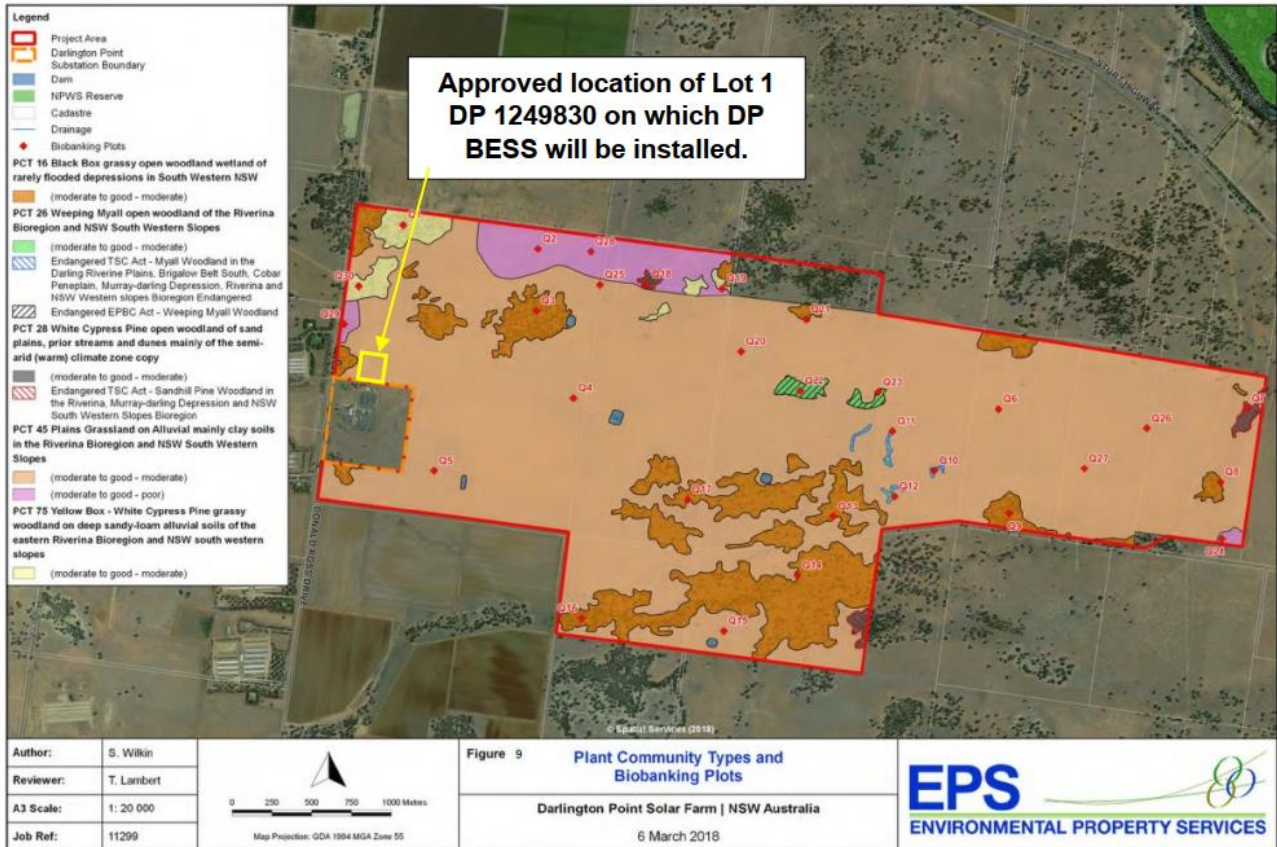 Legend
Project Area
Darlington Point
Substation Boundary
Dam
NPWS Reserve
Cadastre
Drainage
Biobanking Plots
PCT 16 Black Box grassy open woodland wetland of
rarely flooded depressions in South Western NSW
(moderate to good - moderate)
PCT 26 Weeping Myall open woodland of the Riverina
Bioregion and NSW South Western Slopes
(moderate to good - moderate)
Endangered TSC Act - Myall Woodland in the
Darling Riverine Plains, Brigalow Belt South, Cobar
Peneplain, Murray-darling Depression, Riverina and
NSW Western slopes Bioregion Endangered
Endangered EPBC Act - Weeping Myall Woodland
PCT 28 White Cypress Pine open woodland of sand
plains, prior streams and dunes mainly of the semi-
arid (warm) climate zone copy
(moderate to good - moderate)
Endangered TSC Act - Sandhill Pine Woodland in
the Riverina, Murray-darling Depression and NSW
South Western Slopes Bioregion
PCT 45 Plains Grassland on Alluvial mainly clay soils
in the Riverina Bioregion and NSW South Western
Slopes
(moderate to good - moderate)
(moderate to good - poor)
PCT 75 Yellow Box - White Cypress Pine grassy
woodland on deep sandy-loam alluvial soils of the
eastern Riverina Bioregion and NSW south western
slopes
(moderate to good - moderate)
Approved location of Lot 1
DP 1249830 on which DP
BESS will be installed.
STURT HIGHWAY
Q2
Q28
Q25
Q18
Q19
Q30
Q3
Q29
Q21
Q20
Q4
Q22
Q23
Q6
Q7
Q11
Q26
Q5
Q10
Q27
Q8
Q17
Q12
Q13
Q9
Q24
Q14
Q16
Q15
DONALD ROSS DRIVE
© Spatial Services (2018)
Author: S. Wilkin
Reviewer: T. Lambert
A3 Scale: 1: 20 000
Job Ref: 11299
0 250 500 750 1000 Metres
Map Projection: GDA 1994 MGA Zone 55
Figure 9
Plant Community Types and
Biobanking Plots
Darlington Point Solar Farm | NSW Australia
6 March 2018
EPS
ENVIRONMENTAL PROPERTY SERVICES